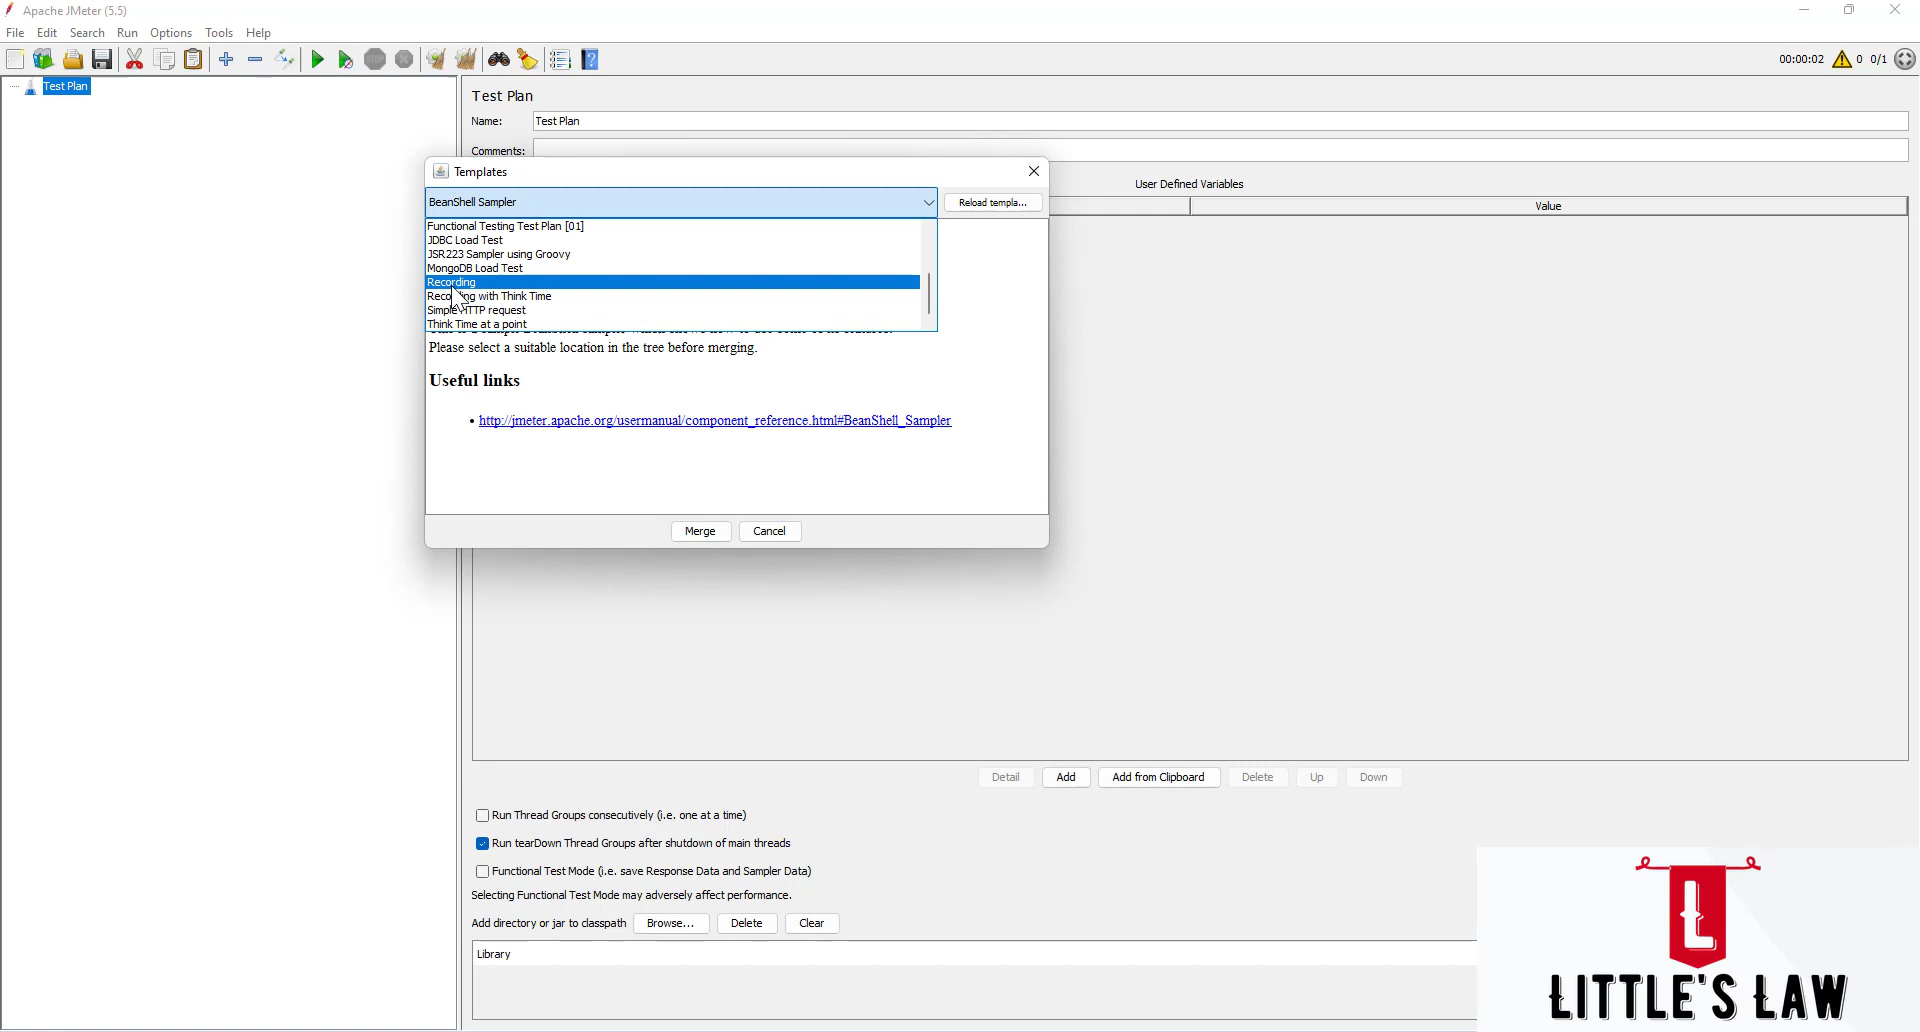 Apache JMeter (5.5)
File Edit Search Run Options Tools Help
00:00:02 0 0/1
Test Plan
Test Plan
Name: Test Plan
Comments:
Templates
User Defined Variables
BeanShell Sampler Reload templa...
Value
Functional Testing Test Plan [01]
JDBC Load Test
JSR223 Sampler using Groovy
MongoDB Load Test
Recording
Recording with Think Time
Simple HTTP request
Think Time at a point
Please select a suitable location in the tree before merging.
Useful links
http://jmeter.apache.org/usermanual/component_reference.html#BeanShell_Sampler
Merge Cancel
Detail Add Add from Clipboard Delete Up Down
Run Thread Groups consecutively (i.e. one at a time)
Run tearDown Thread Groups after shutdown of main threads
Functional Test Mode (i.e. save Response Data and Sampler Data)
Selecting Functional Test Mode may adversely affect performance.
Add directory or jar to classpath Browse... Delete Clear
Library
L
LITTLE'S LAW